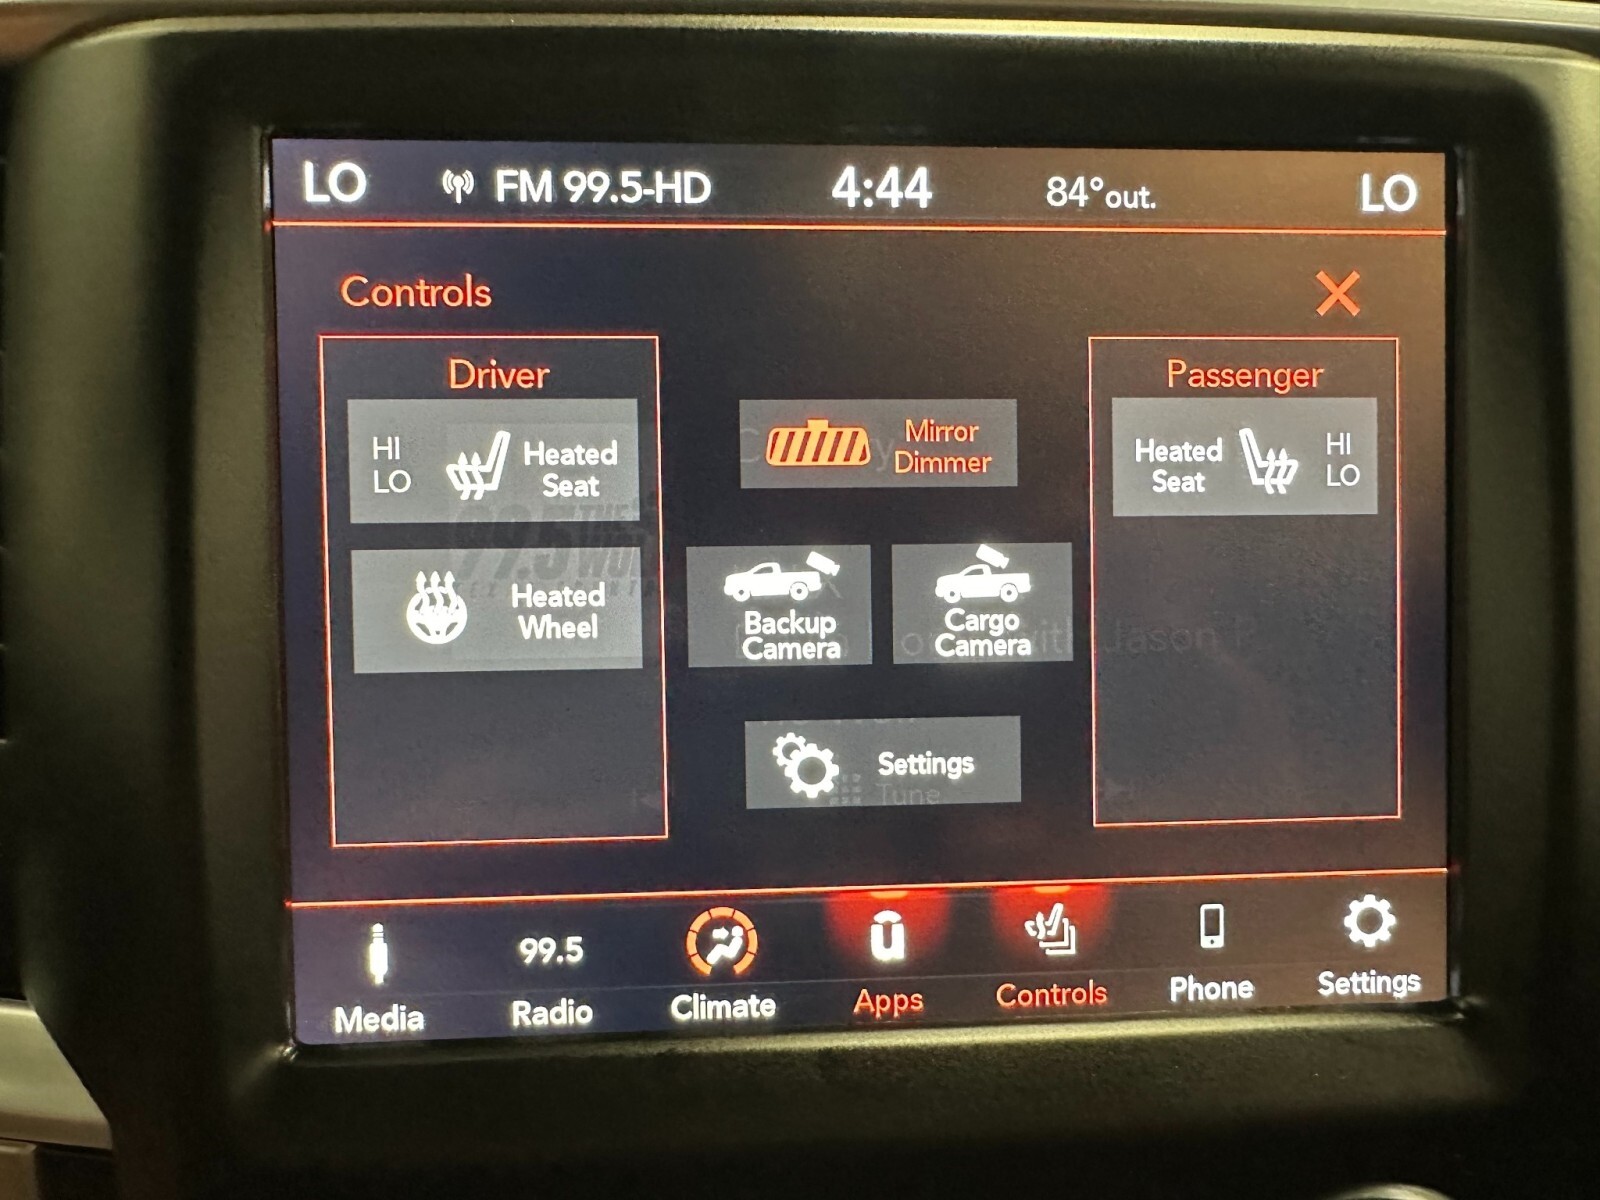 LO FM 99.5-HD 4:44 84° out. LO
Controls
Driver
HI
LO
Heated
Seat
Heated
Wheel
Mirror
Dimmer
Backup
Camera
Cargo
Camera
Settings
Tune
Passenger
Heated
Seat
HI
LO
99.5
Media
Radio
Climate
Apps
Controls
Phone
Settings